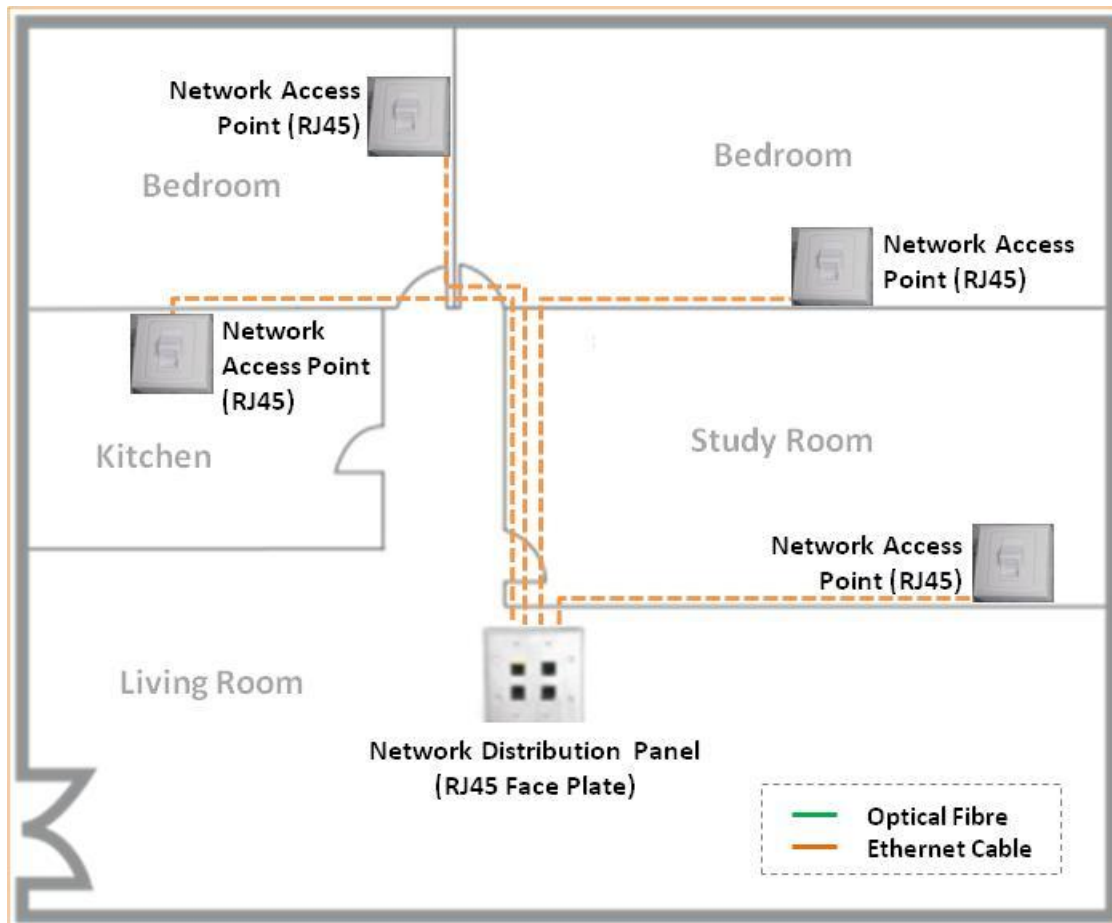 Network Access
Point (RJ45)
Bedroom
Bedroom
Network Access
Point (RJ45)
Network
Access Point
(RJ45)
Kitchen
Study Room
Network Access
Point (RJ45)
Living Room
Network Distribution Panel
(RJ45 Face Plate)
Optical Fibre
Ethernet Cable